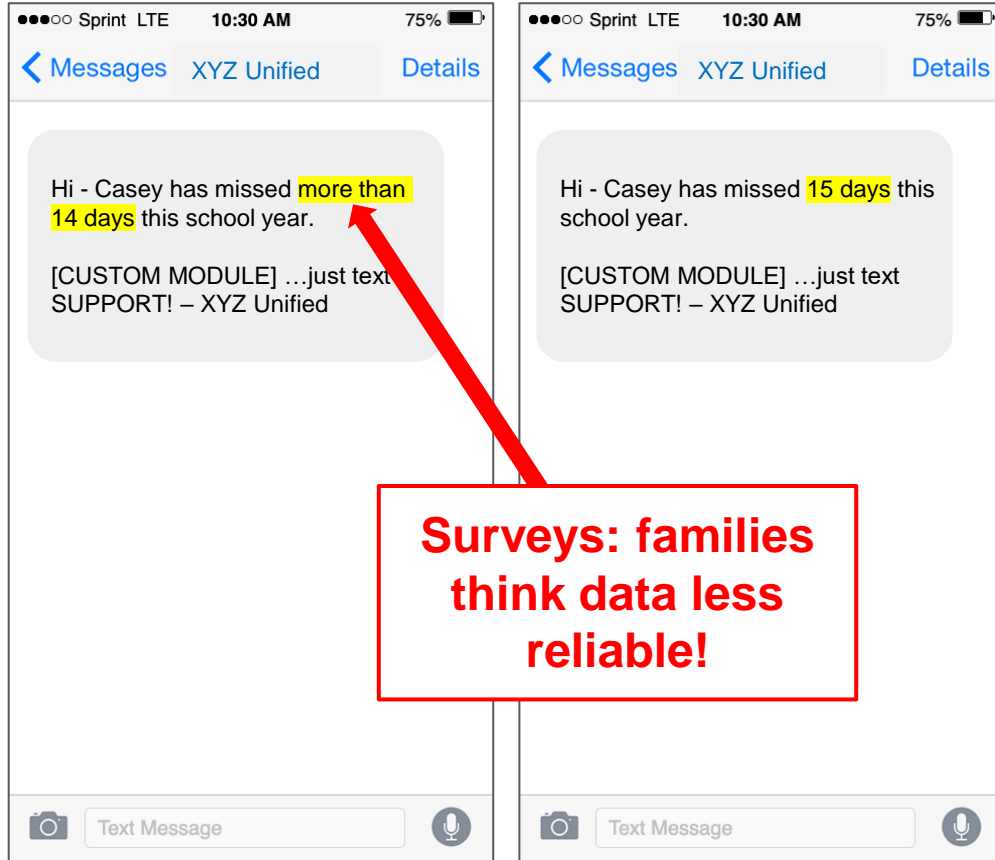 Sprint LTE 10:30 AM 75%
Messages XYZ Unified Details
Hi - Casey has missed more than
14 days this school year.
[CUSTOM MODULE] …just text
SUPPORT! – XYZ Unified
Text Message
Sprint LTE 10:30 AM 75%
Messages XYZ Unified Details
Hi - Casey has missed 15 days this
school year.
[CUSTOM MODULE] …just text
SUPPORT! – XYZ Unified
Text Message
Surveys: families
think data less
reliable!